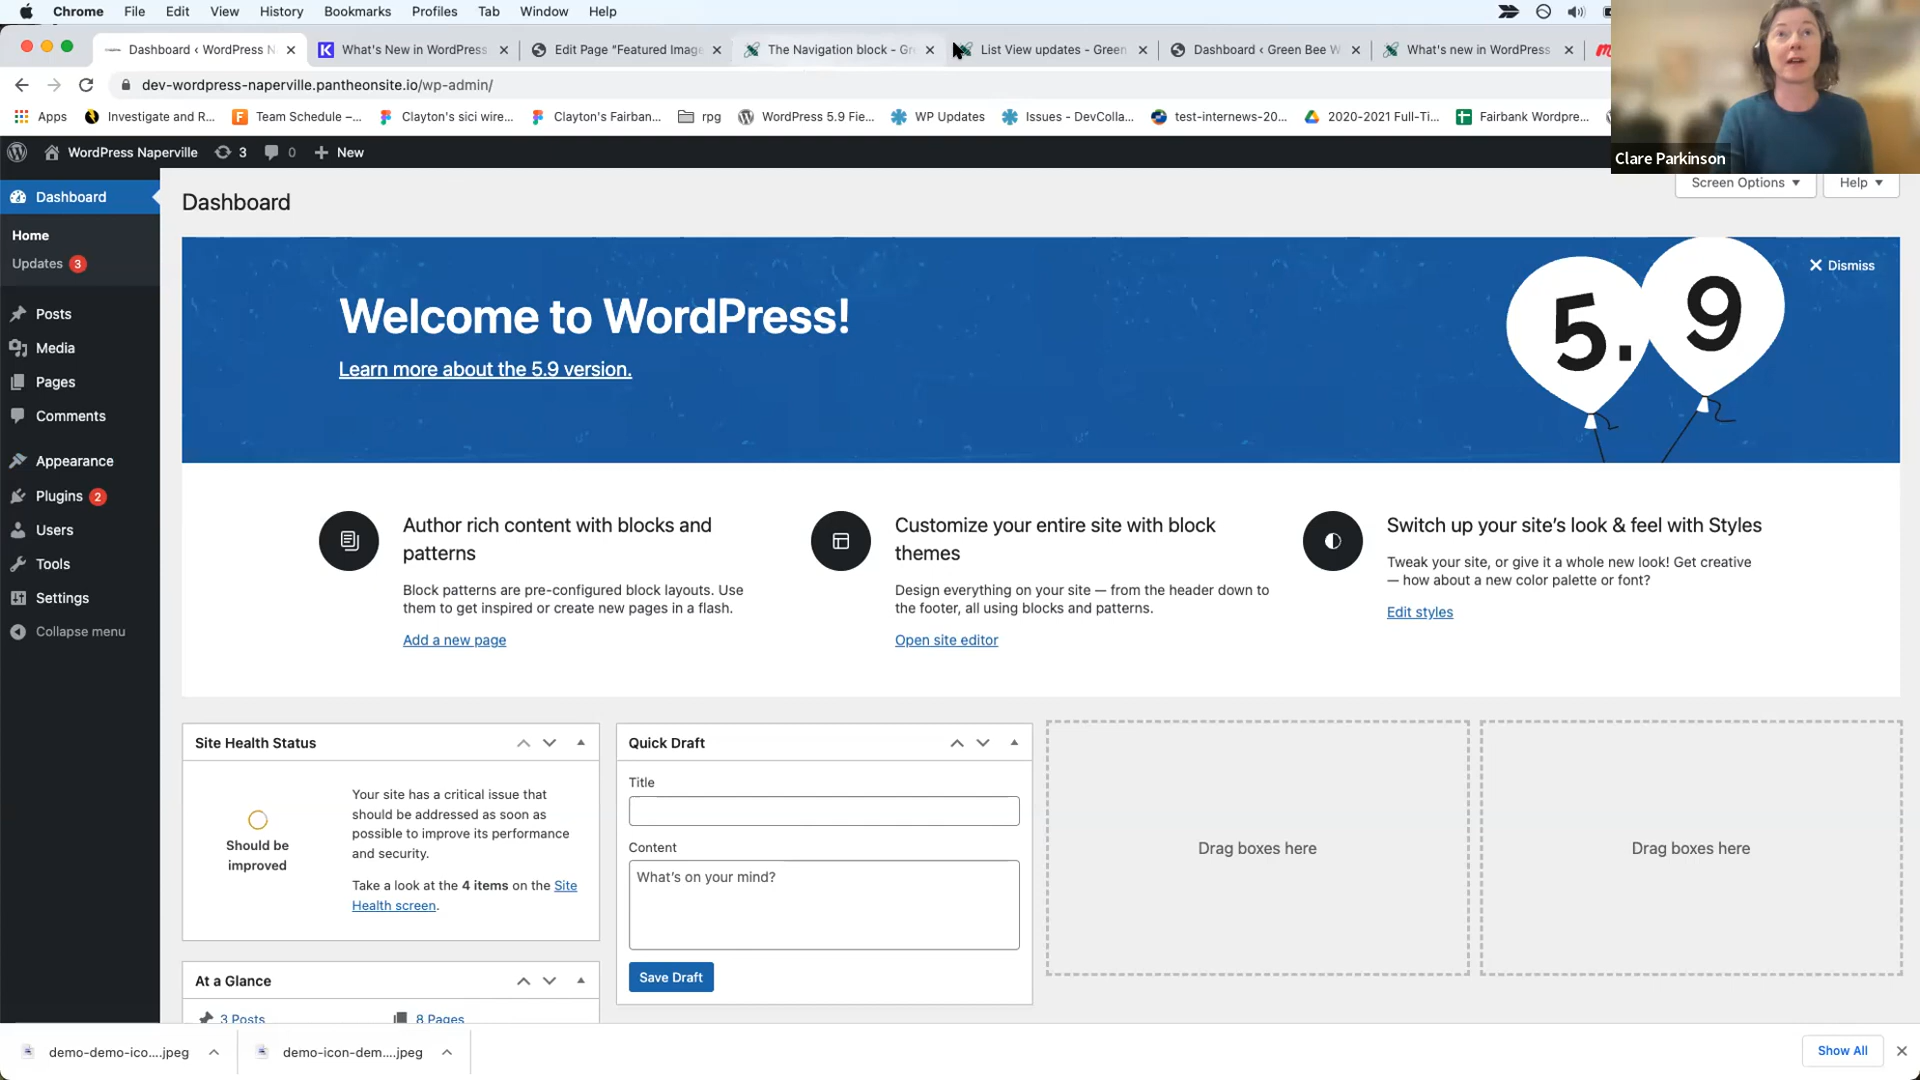 Chrome File Edit View History Bookmarks Profiles Tab Window Help
Dashboard ‹ WordPress N
What's New in WordPress
Edit Page "Featured Image
The Navigation block - Gr
List View updates - Green
Dashboard ‹ Green Bee W
What's new in WordPress
dev-wordpress-naperville.pantheonsite.io/wp-admin/
Apps
Investigate and R...
Team Schedule –...
Clayton's sici wire...
Clayton's Fairban...
rpg
WordPress 5.9 Fie...
WP Updates
Issues - DevColla...
test-internews-20...
2020-2021 Full-Ti...
Fairbank Wordpre...
Clare Parkinson
WordPress Naperville 3 0 New
Screen Options
Help
Dashboard
Home
Updates 3
Posts
Media
Pages
Comments
Appearance
Plugins 2
Users
Tools
Settings
Collapse menu
Dashboard
Dismiss
Welcome to WordPress!
Learn more about the 5.9 version.
5.9
Author rich content with blocks and
patterns
Block patterns are pre-configured block layouts. Use
them to get inspired or create new pages in a flash.
Add a new page
Customize your entire site with block
themes
Design everything on your site — from the header down to
the footer, all using blocks and patterns.
Open site editor
Switch up your site's look & feel with Styles
Tweak your site, or give it a whole new look! Get creative
— how about a new color palette or font?
Edit styles
Site Health Status
Should be
improved
Your site has a critical issue that
should be addressed as soon as
possible to improve its performance
and security.
Take a look at the 4 items on the Site
Health screen.
At a Glance
3 Posts
8 Pages
Quick Draft
Title
Content
What's on your mind?
Save Draft
Drag boxes here
Drag boxes here
demo-demo-ico....jpeg
demo-icon-dem....jpeg
Show All